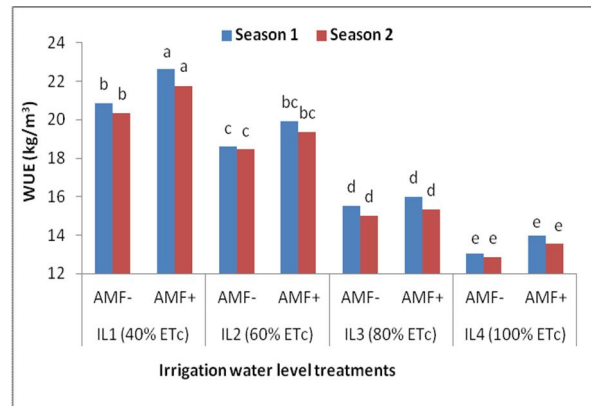 Season 1 Season 2
24
22
20
18
16
14
12
WUE (kg/m³)
b b a a c c bc bc d d d d e e e e
AMF- AMF+ AMF- AMF+ AMF- AMF+ AMF- AMF+
IL1 (40% ETc) IL2 (60% ETc) IL3 (80% ETc) IL4 (100% ETc)
Irrigation water level treatments